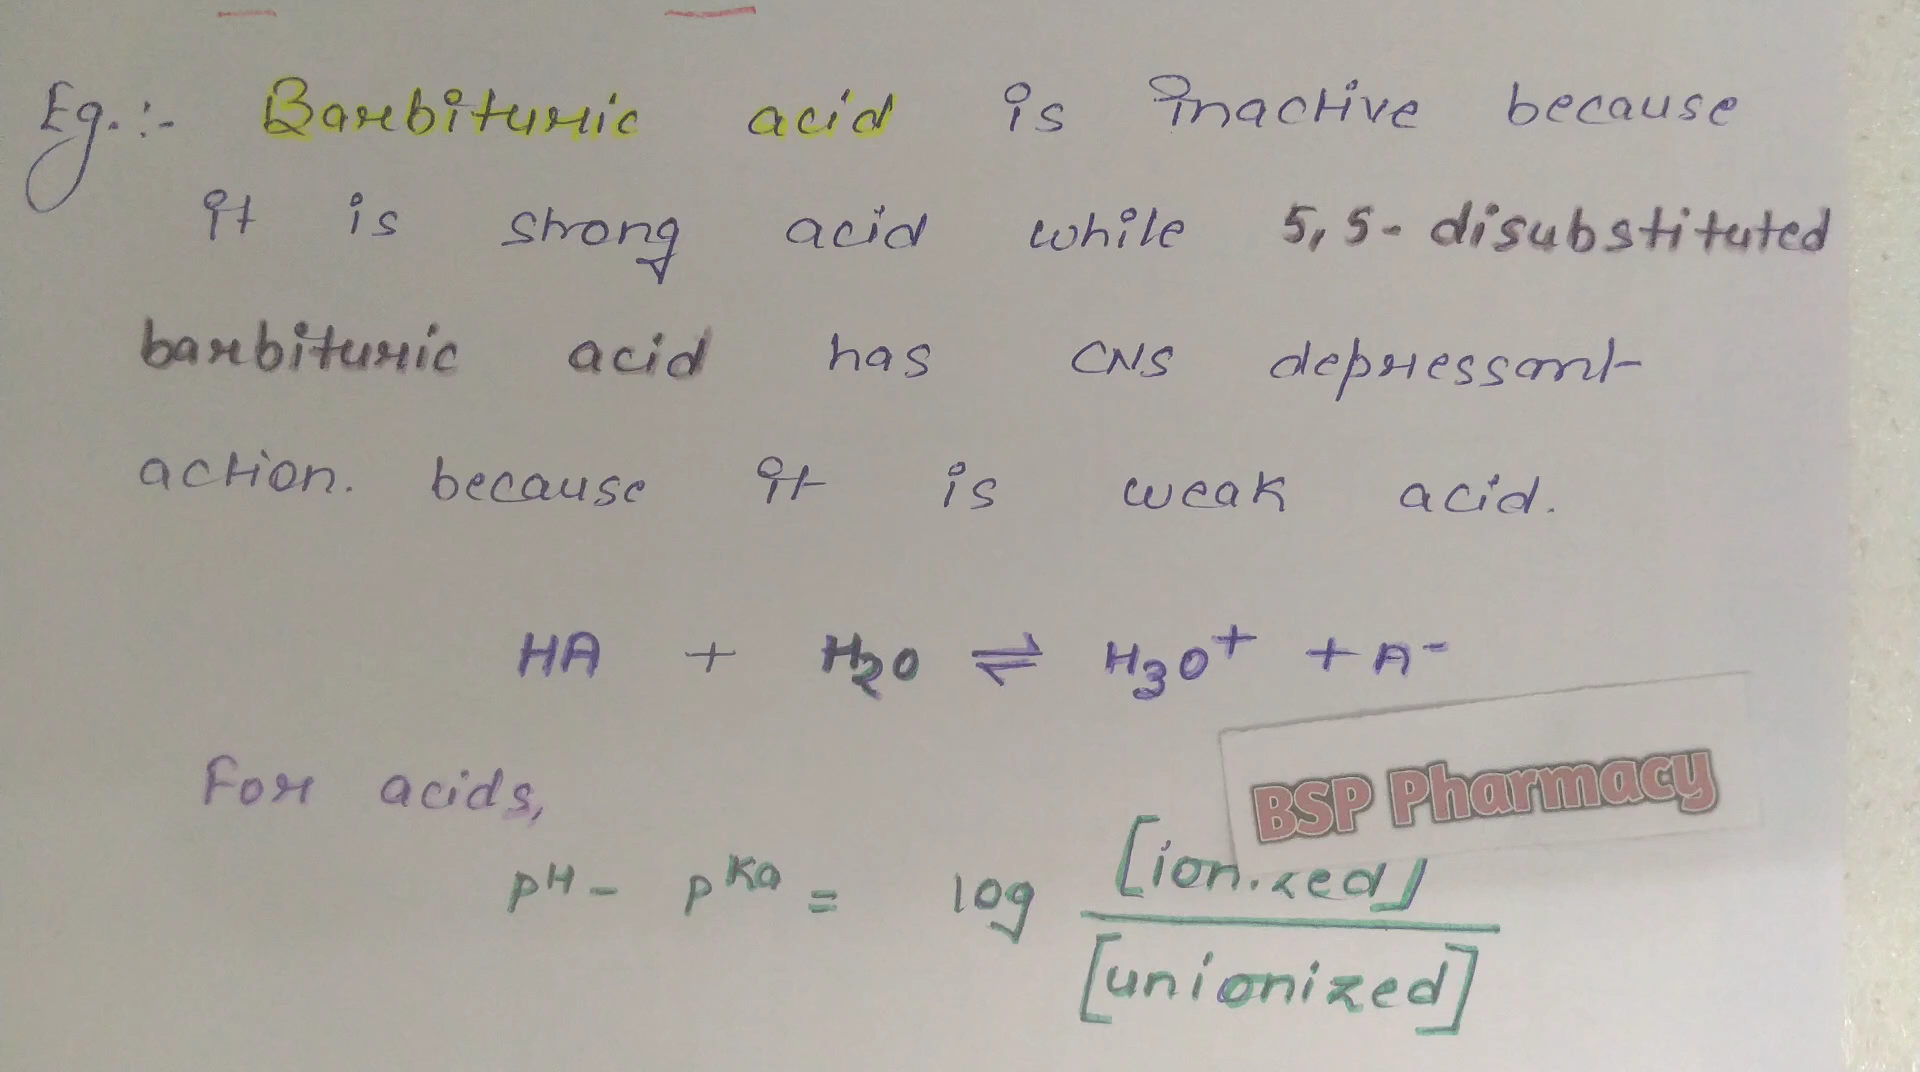 Eg.:- Barbituric acid is inactive because
it is strong acid while 5,5-disubstituted
barbituric acid has CNS depressant
action. because it is weak acid.
HA + H₂O ⇌ H₃O⁺ + A⁻
For acids,
BSP Pharmacy
pH - pKa = log [ionized]
[unionized]